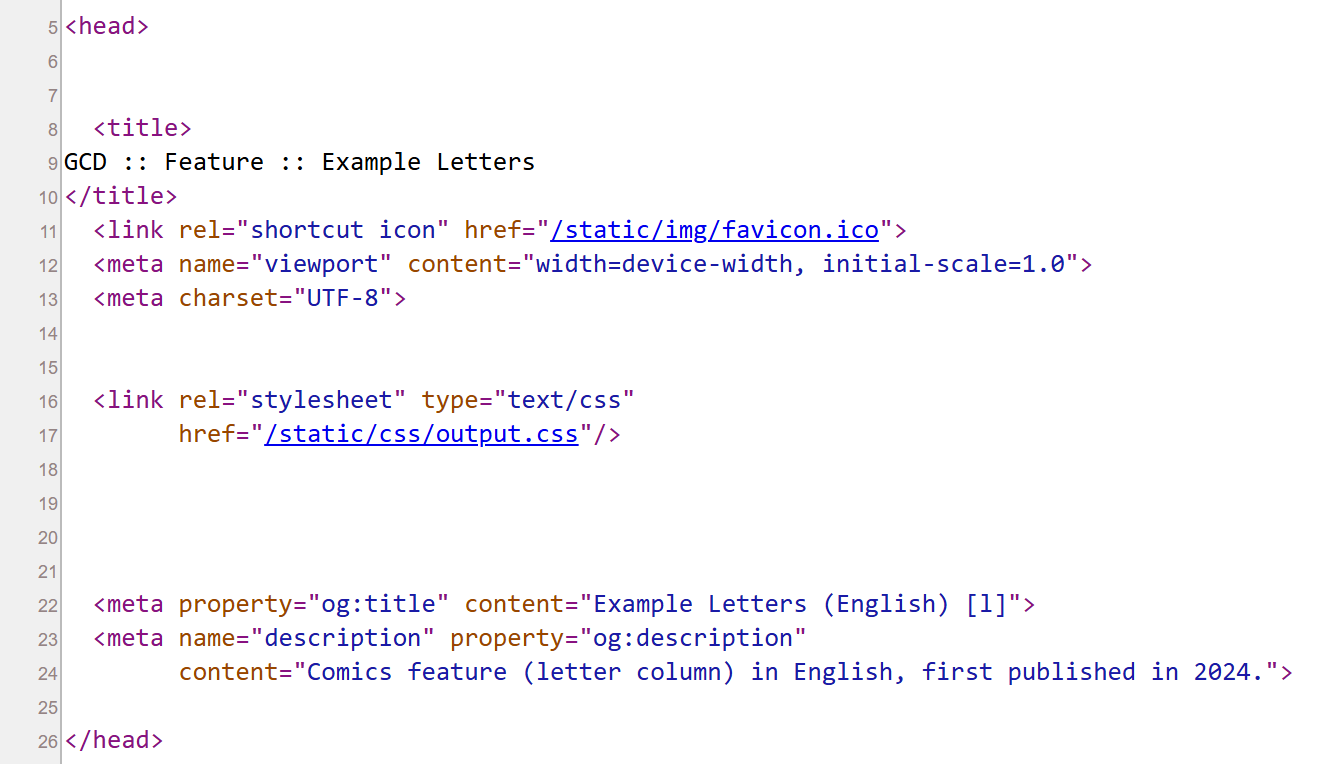 5 <head>
6
7
8   <title>
9 GCD :: Feature :: Example Letters
10 </title>
11   <link rel="shortcut icon" href="/static/img/favicon.ico">
12   <meta name="viewport" content="width=device-width, initial-scale=1.0">
13   <meta charset="UTF-8">
14
15
16   <link rel="stylesheet" type="text/css"
17         href="/static/css/output.css"/>
18
19
20
21
22   <meta property="og:title" content="Example Letters (English) [l]">
23   <meta name="description" property="og:description"
24         content="Comics feature (letter column) in English, first published in 2024.">
25
26 </head>